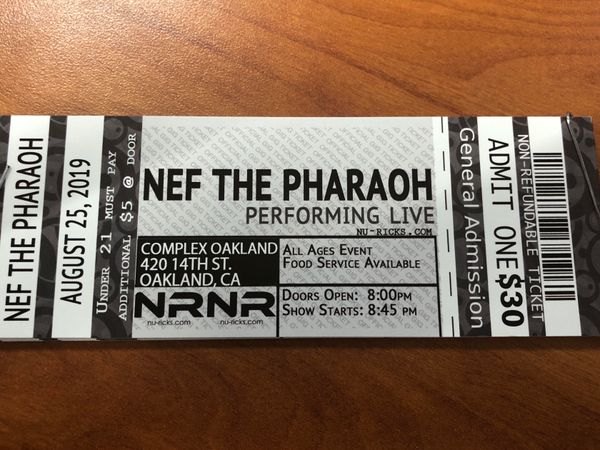 NEF THE PHARAOH
AUGUST 25, 2019
UNDER 21 MUST PAY
ADDITIONAL $5 @ DOOR
NEF THE PHARAOH
PERFORMING LIVE
NU-RICKS.COM
COMPLEX OAKLAND
420 14TH ST.
OAKLAND, CA
ALL AGES EVENT
FOOD SERVICE AVAILABLE
NRNR
nu-ricks.com nu-ricks.com
DOORS OPEN: 8:00PM
SHOW STARTS: 8:45 PM
General Admission
ADMIT ONE $30
NON-REFUNDABLE TICKET